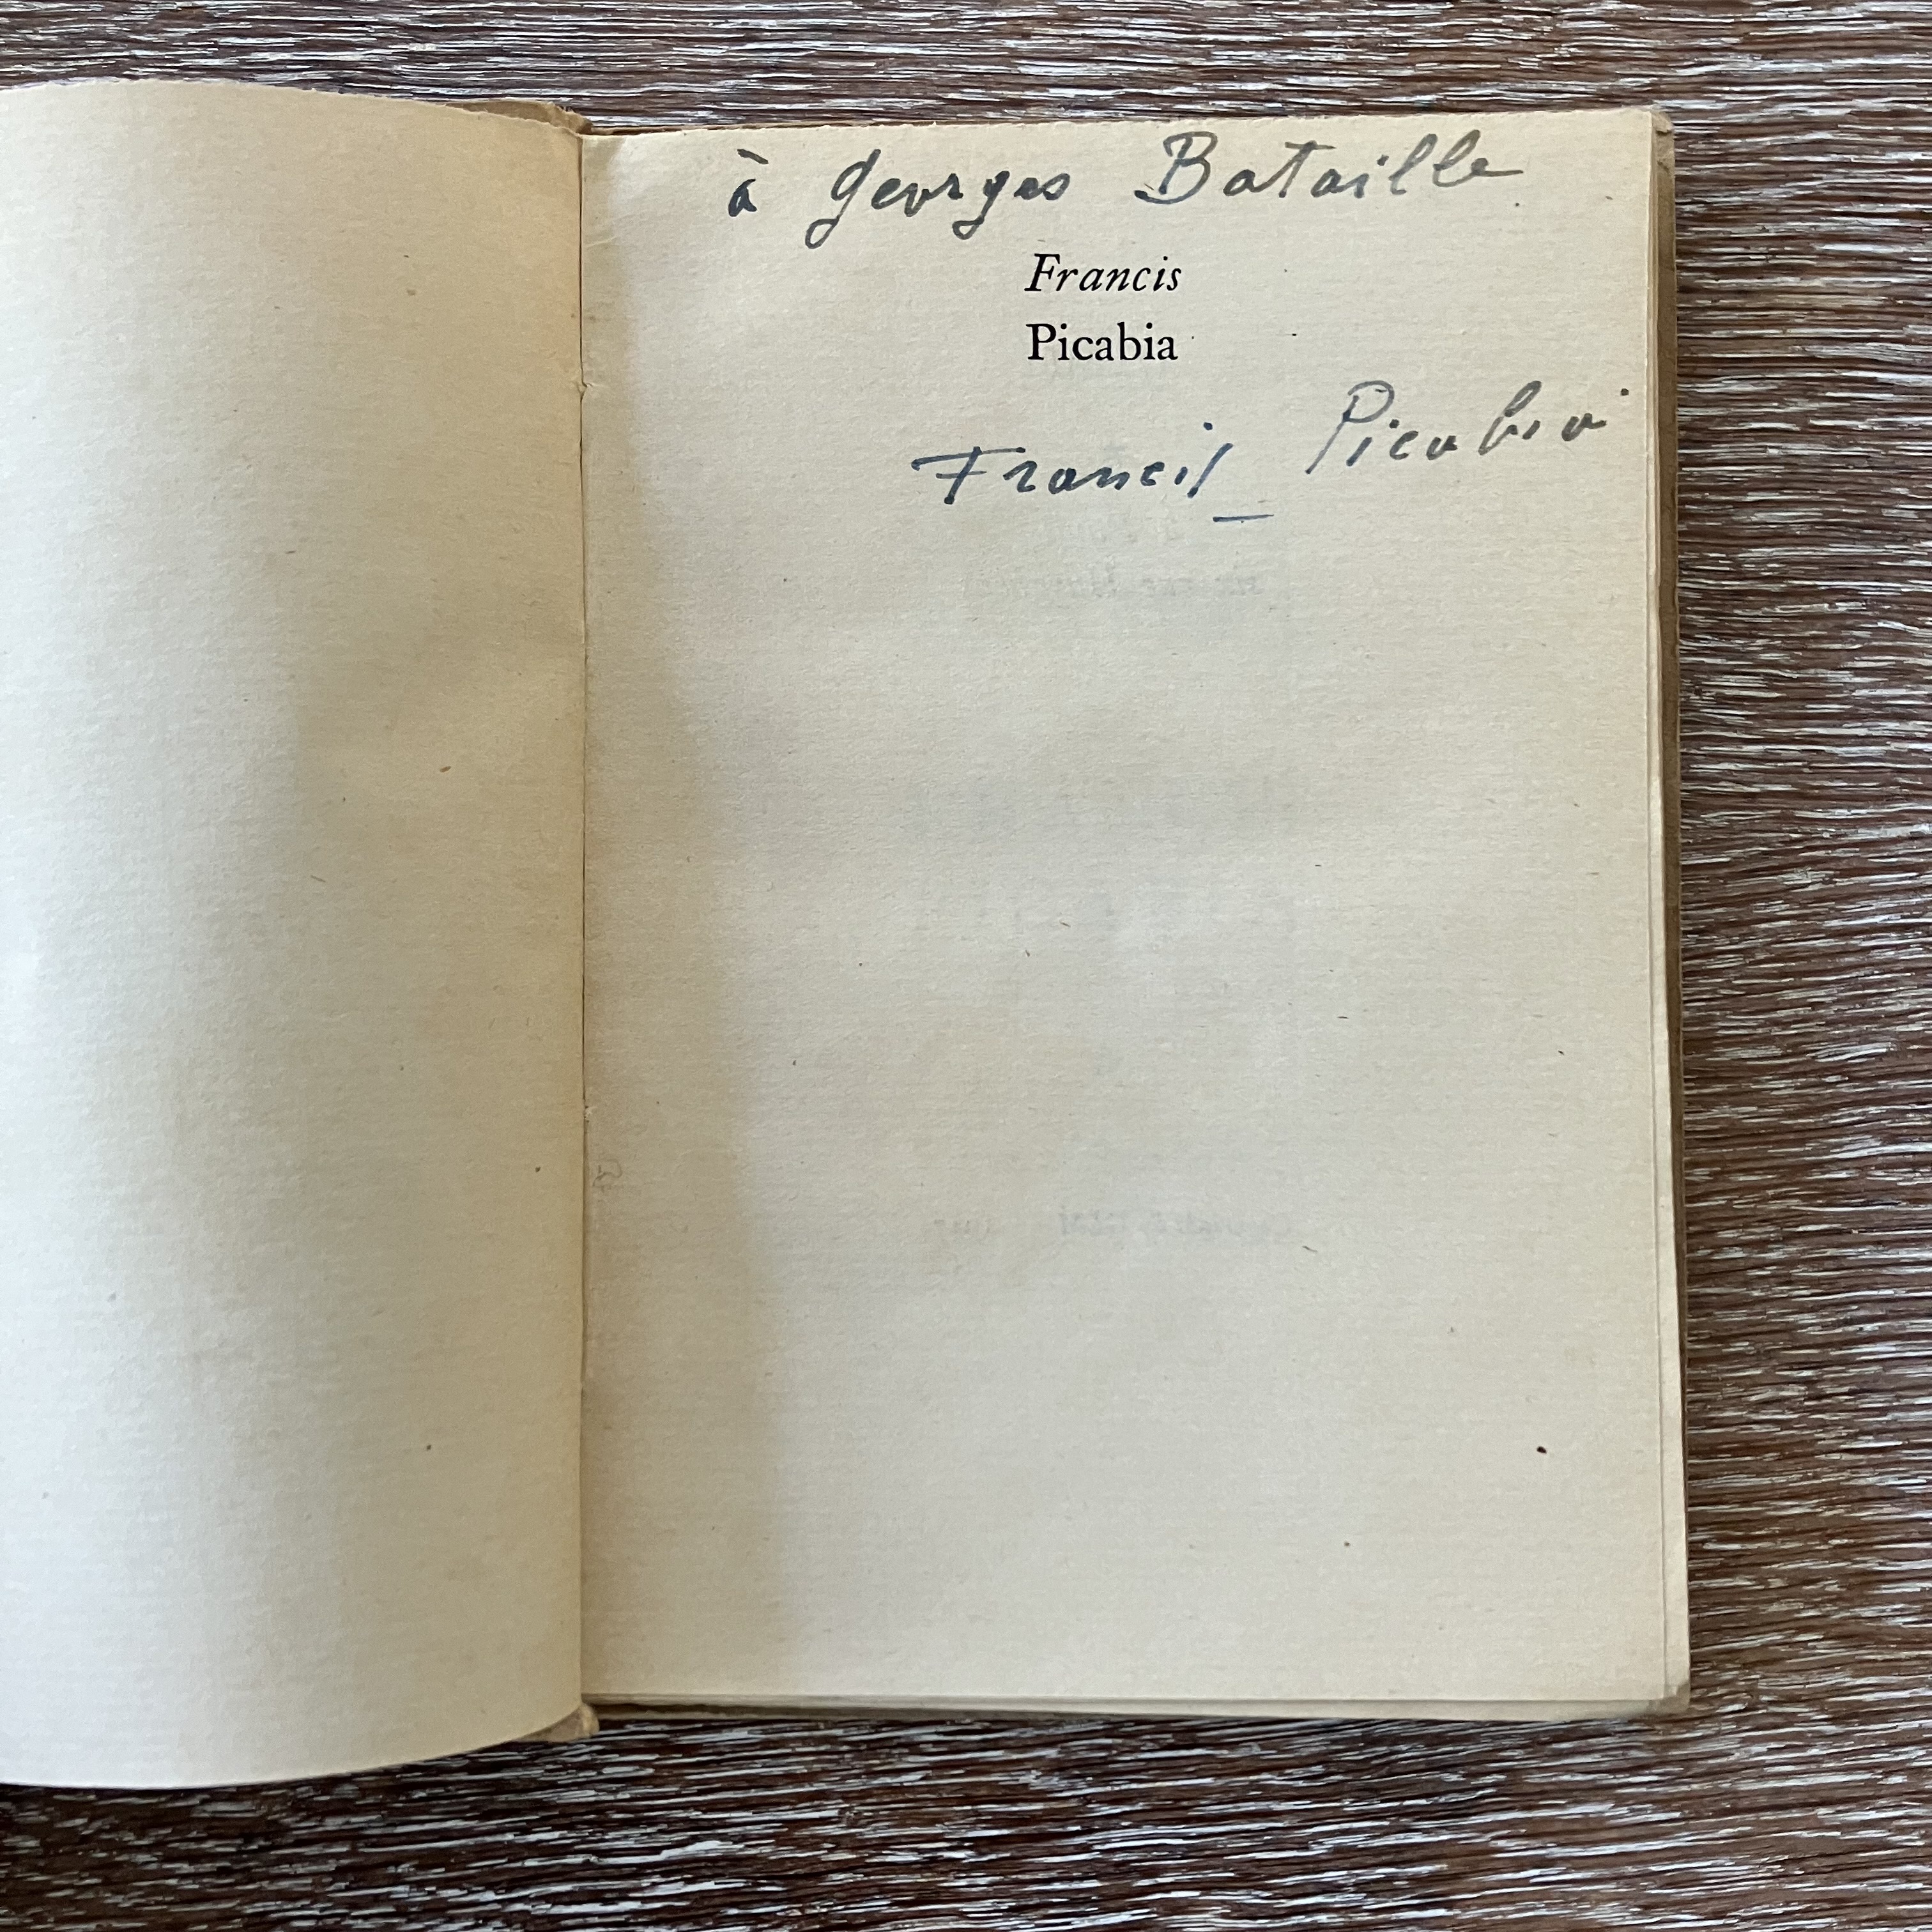 à Georges Bataille
Francis
Picabia
Francis Picabia